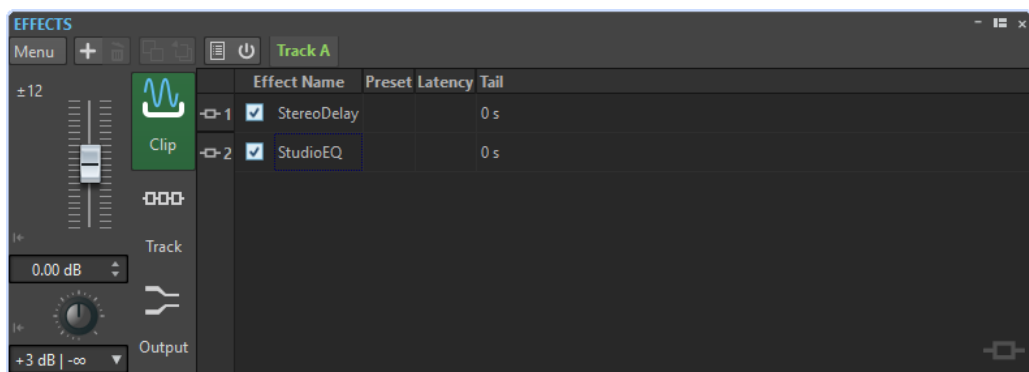 EFFECTS
Menu
Track A
±12
Effect Name Preset Latency Tail
1 StereoDelay 0 s
Clip
2 StudioEQ 0 s
Track
0.00 dB
Output
+3 dB | -∞